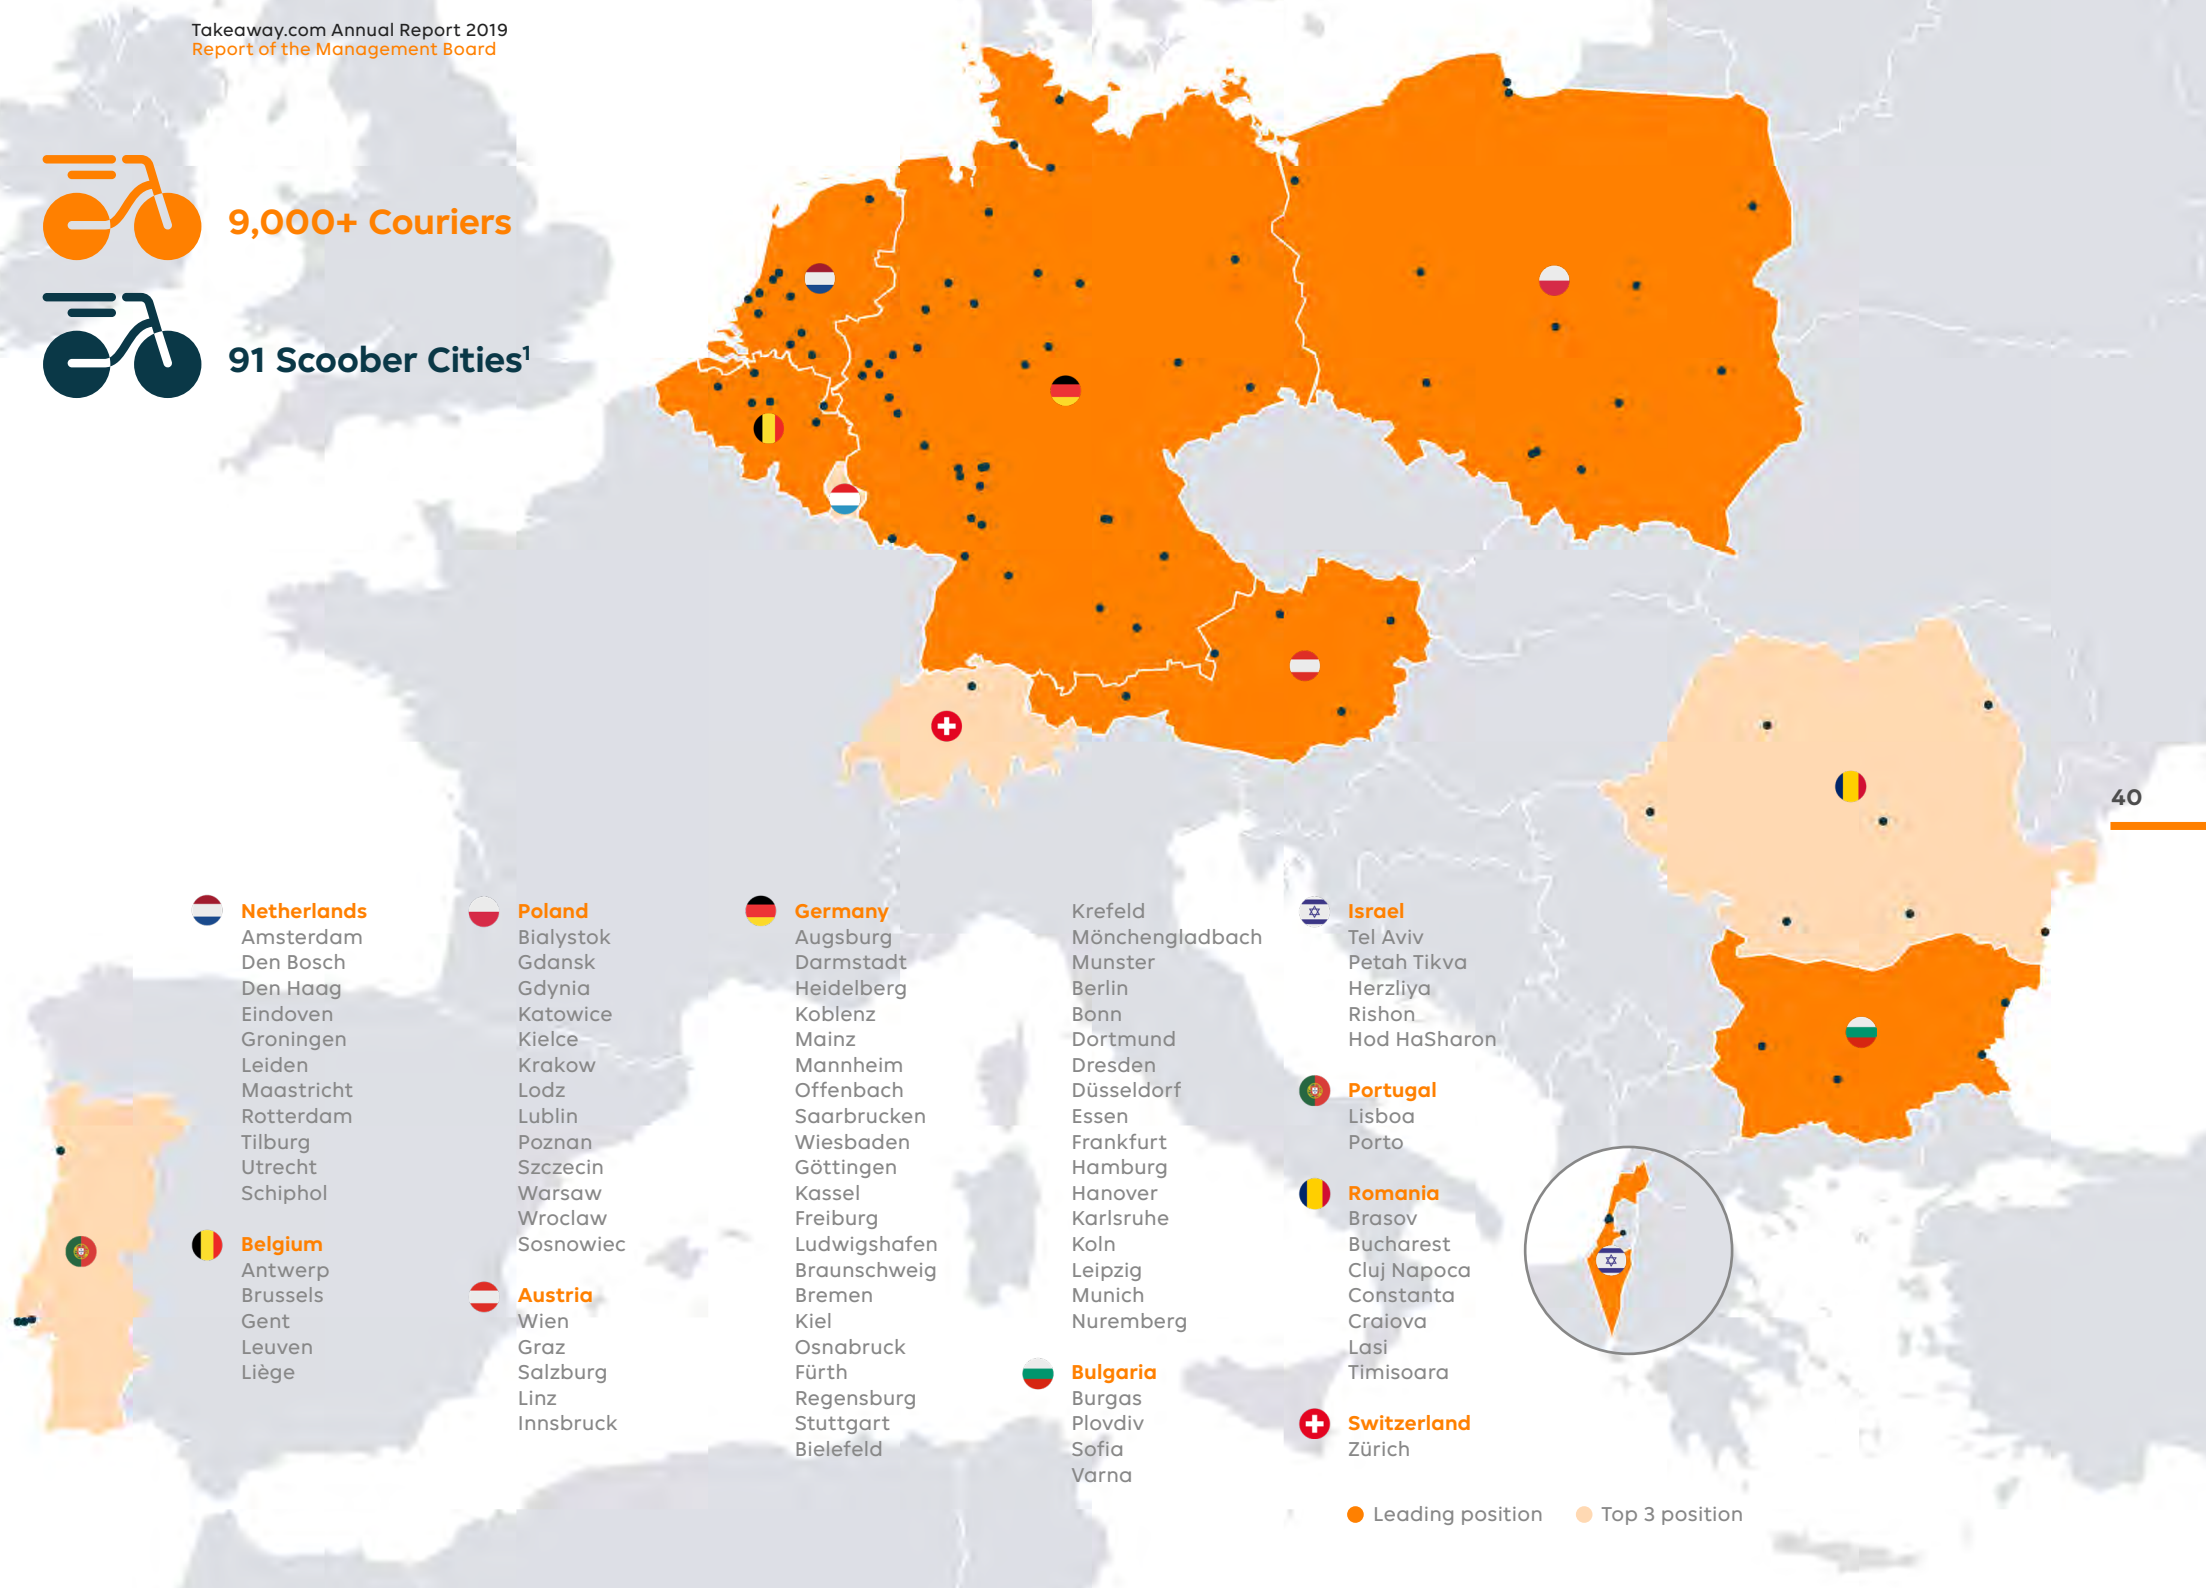 Takeaway.com Annual Report 2019
Report of the Management Board
9,000+ Couriers
91 Scoober Cities¹
40
Netherlands
Amsterdam
Den Bosch
Den Haag
Eindoven
Groningen
Leiden
Maastricht
Rotterdam
Tilburg
Utrecht
Schiphol
Belgium
Antwerp
Brussels
Gent
Leuven
Liège
Poland
Bialystok
Gdansk
Gdynia
Katowice
Kielce
Krakow
Lodz
Lublin
Poznan
Szczecin
Warsaw
Wroclaw
Sosnowiec
Austria
Wien
Graz
Salzburg
Linz
Innsbruck
Germany
Augsburg
Darmstadt
Heidelberg
Koblenz
Mainz
Mannheim
Offenbach
Saarbrucken
Wiesbaden
Göttingen
Kassel
Freiburg
Ludwigshafen
Braunschweig
Bremen
Kiel
Osnabruck
Fürth
Regensburg
Stuttgart
Bielefeld
Krefeld
Mönchengladbach
Munster
Berlin
Bonn
Dortmund
Dresden
Düsseldorf
Essen
Frankfurt
Hamburg
Hanover
Karlsruhe
Koln
Leipzig
Munich
Nuremberg
Bulgaria
Burgas
Plovdiv
Sofia
Varna
Israel
Tel Aviv
Petah Tikva
Herzliya
Rishon
Hod HaSharon
Portugal
Lisboa
Porto
Romania
Brasov
Bucharest
Cluj Napoca
Constanta
Craiova
Lasi
Timisoara
Switzerland
Zürich
Leading position
Top 3 position